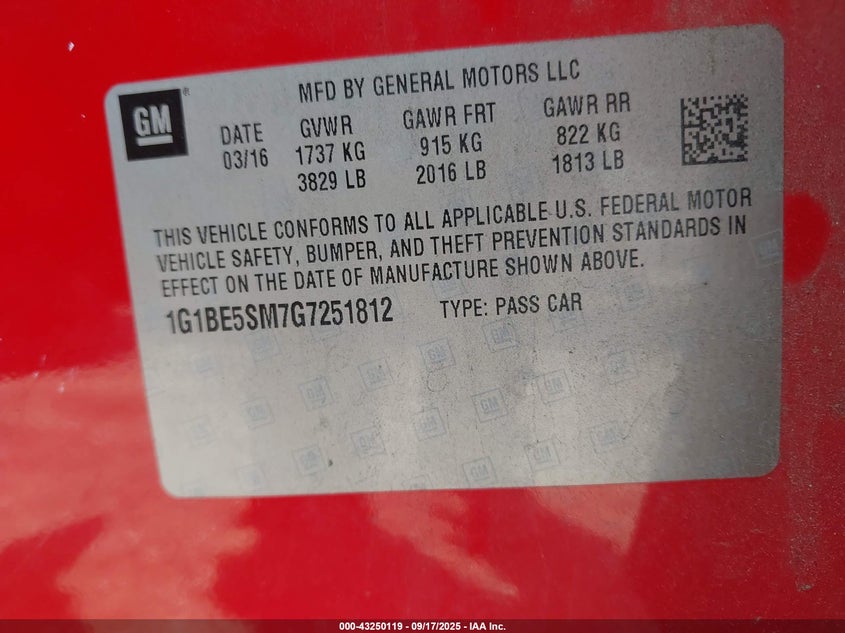 GM
MFD BY GENERAL MOTORS LLC
DATE GVWR GAWR FRT GAWR RR
03/16 1737 KG 915 KG 822 KG
3829 LB 2016 LB 1813 LB
THIS VEHICLE CONFORMS TO ALL APPLICABLE U.S. FEDERAL MOTOR
VEHICLE SAFETY, BUMPER, AND THEFT PREVENTION STANDARDS IN
EFFECT ON THE DATE OF MANUFACTURE SHOWN ABOVE.
1G1BE5SM7G7251812 TYPE: PASS CAR
000-43250119 - 09/17/2025 - IAA Inc.